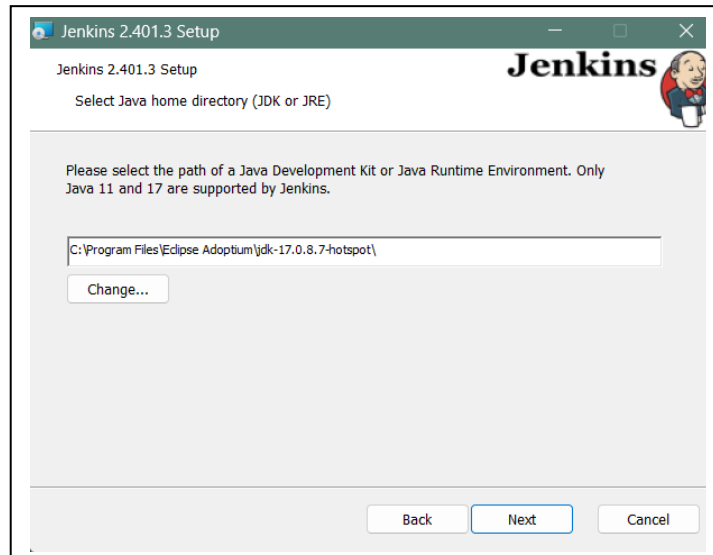 Jenkins 2.401.3 Setup
Jenkins 2.401.3 Setup
Jenkins
Select Java home directory (JDK or JRE)
Please select the path of a Java Development Kit or Java Runtime Environment. Only
Java 11 and 17 are supported by Jenkins.
C:\Program Files\Eclipse Adoptium\jdk-17.0.8.7-hotspot\
Change...
Back
Next
Cancel